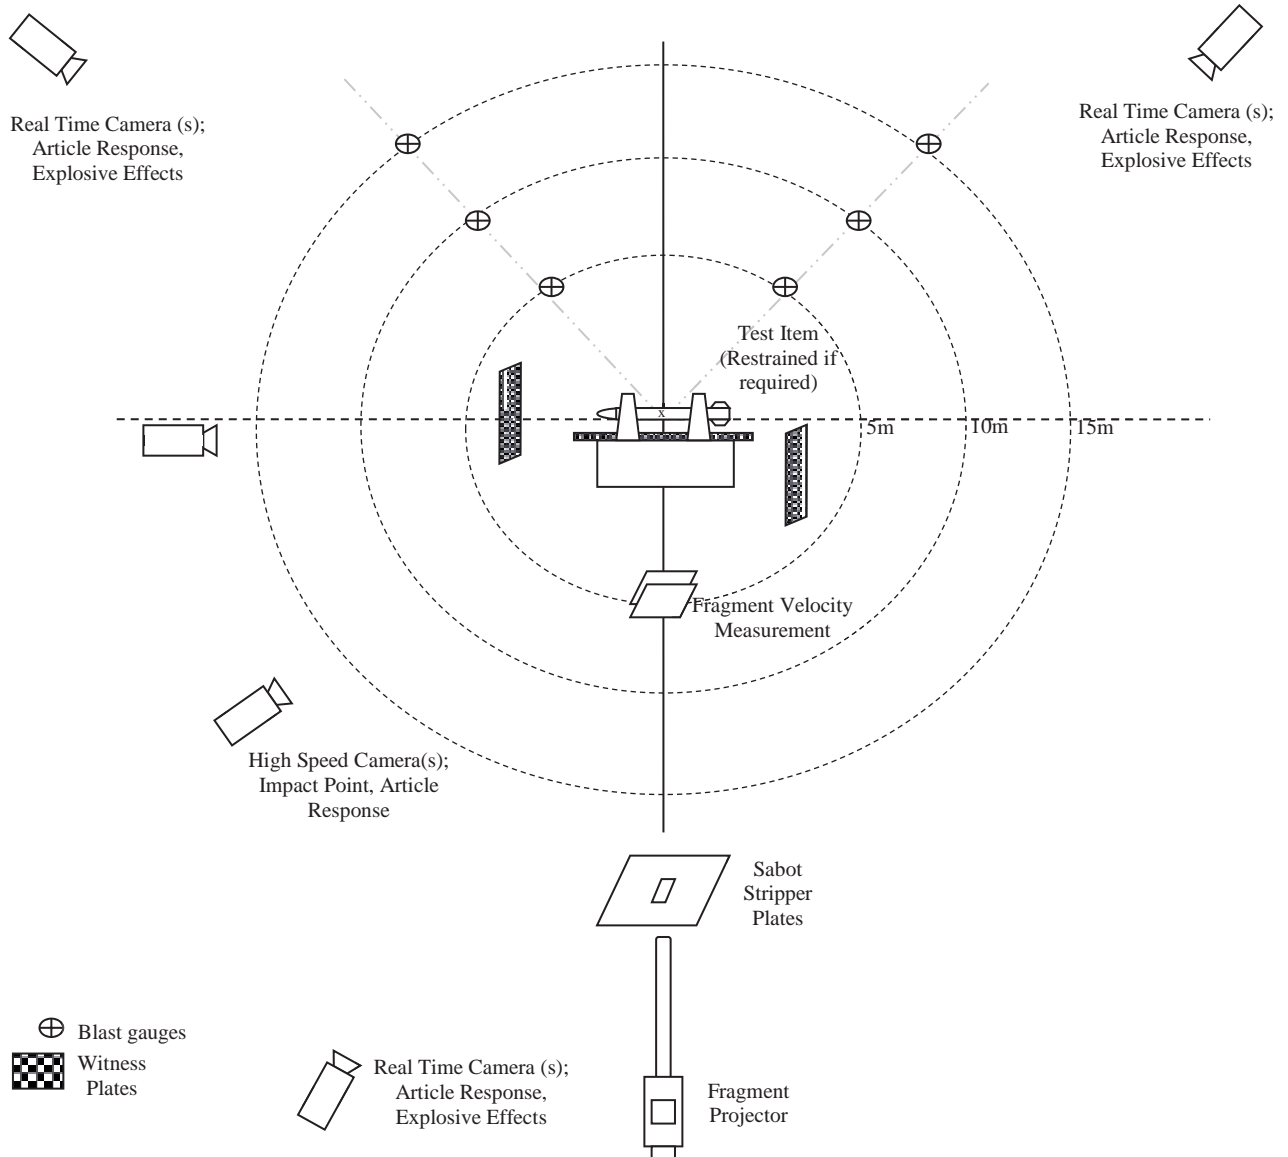 Real Time Camera (s);
Article Response,
Explosive Effects
Real Time Camera (s);
Article Response,
Explosive Effects
Test Item
(Restrained if
required)
x
5m
10m
15m
Fragment Velocity
Measurement
High Speed Camera(s);
Impact Point, Article
Response
Sabot
Stripper
Plates
Blast gauges
Witness
Plates
Real Time Camera (s);
Article Response,
Explosive Effects
Fragment
Projector